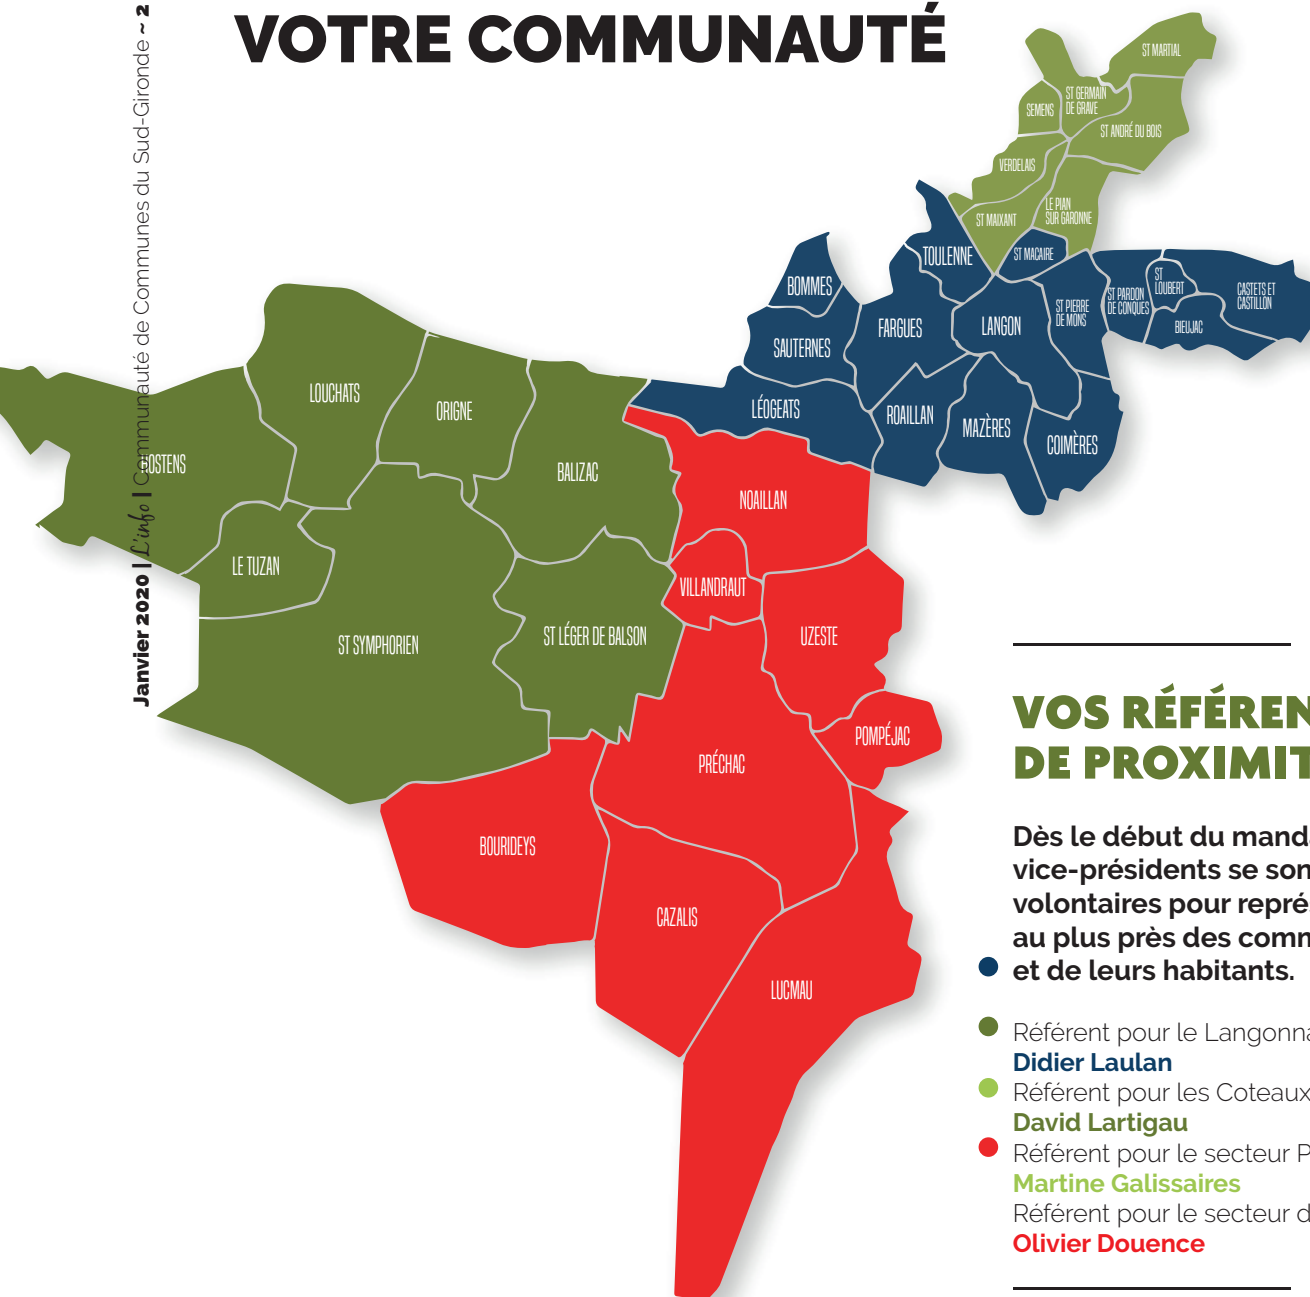 VOTRE COMMUNAUTÉ
Janvier 2020 | L'info | Communauté de Communes du Sud-Gironde ~ 2
ST MARTIAL
ST GERMAIN
DE GRAVE
SEMENS
ST ANDRÉ DU BOIS
VERDELAIS
LE PIAN
SUR GARONNE
ST MAIXANT
TOULENNE
ST MACAIRE
BOMMES
ST PARDON
DE CONQUES
ST
LOUBERT
CASTETS ET
CASTILLON
BIEUJAC
ST PIERRE
DE MONS
FARGUES
LANGON
SAUTERNES
LÉOGEATS
ROAILLAN
MAZÈRES
COIMÈRES
LOUCHATS
ORIGNE
BALIZAC
HOSTENS
NOAILLAN
LE TUZAN
VILLANDRAUT
ST SYMPHORIEN
ST LÉGER DE BALSON
UZESTE
POMPÉJAC
PRÉCHAC
BOURIDEYS
CAZALIS
LUCMAU
VOS RÉFÉREN
DE PROXIMIT
Dès le début du manda
vice-présidents se son
volontaires pour représ
au plus près des comm
et de leurs habitants.
Référent pour le Langonna
Didier Laulan
Référent pour les Coteaux
David Lartigau
Référent pour le secteur P
Martine Galissaires
Référent pour le secteur d
Olivier Douence